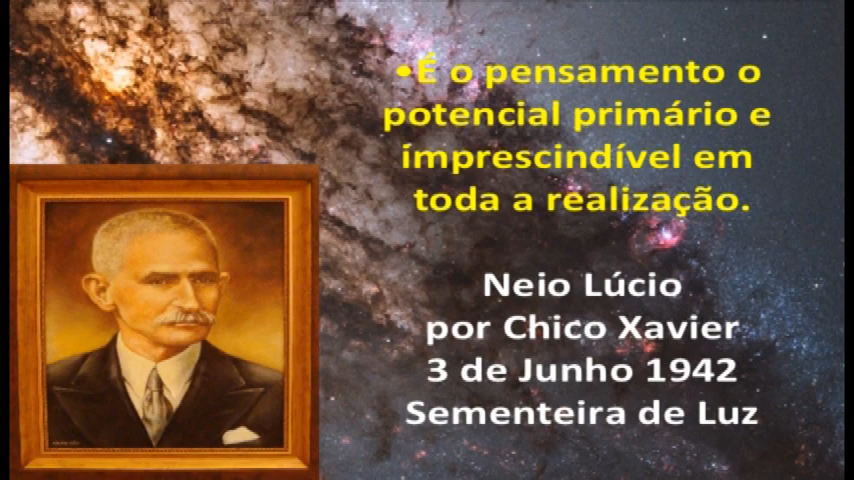 •É o pensamento o
potencial primário e
imprescindível em
toda a realização.
Neio Lúcio
por Chico Xavier
3 de Junho 1942
Sementeira de Luz